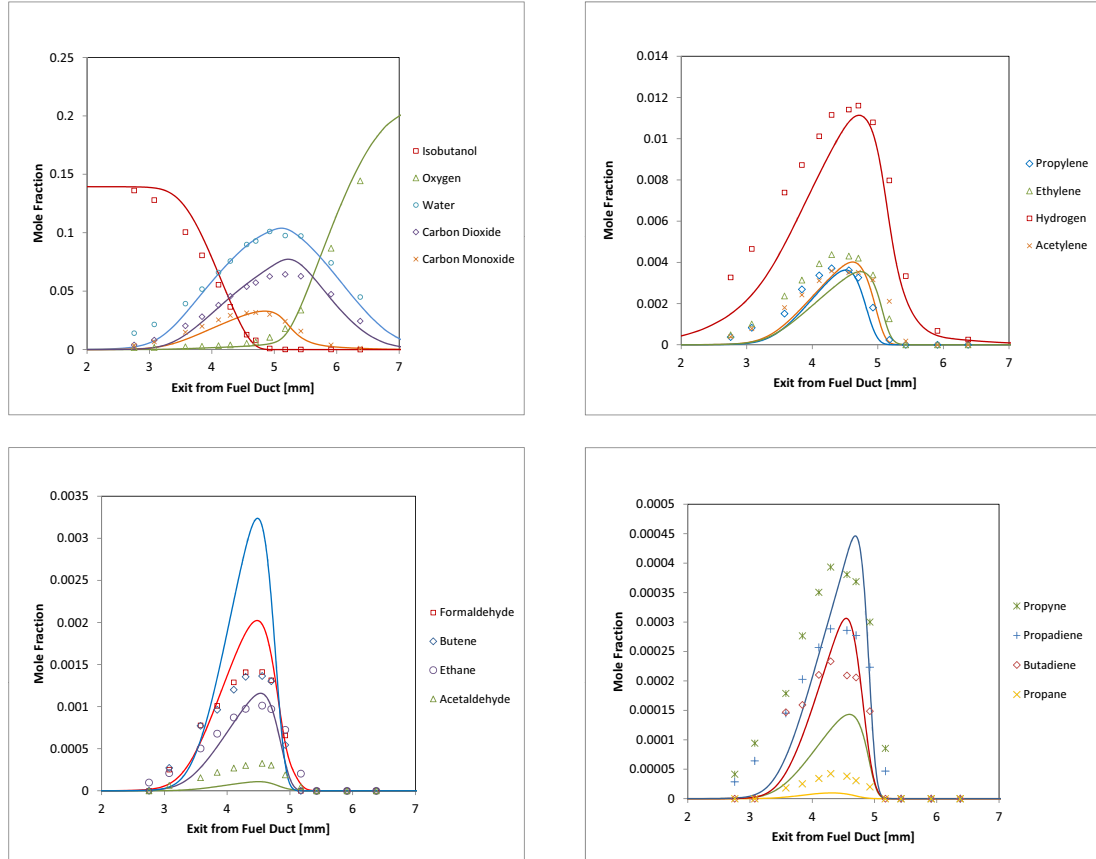 0.25
0.2
0.15
0.1
0.05
0
2 3 4 5 6 7
Mole Fraction
Exit from Fuel Duct [mm]
Isobutanol
Oxygen
Water
Carbon Dioxide
Carbon Monoxide
0.014
0.012
0.01
0.008
0.006
0.004
0.002
0
2 3 4 5 6 7
Mole Fraction
Exit from Fuel Duct [mm]
Propylene
Ethylene
Hydrogen
Acetylene
0.0035
0.003
0.0025
0.002
0.0015
0.001
0.0005
0
2 3 4 5 6 7
Mole Fraction
Exit from Fuel Duct [mm]
Formaldehyde
Butene
Ethane
Acetaldehyde
0.0005
0.00045
0.0004
0.00035
0.0003
0.00025
0.0002
0.00015
0.0001
0.00005
0
2 3 4 5 6 7
Mole Fraction
Exit from Fuel Duct [mm]
Propyne
Propadiene
Butadiene
Propane